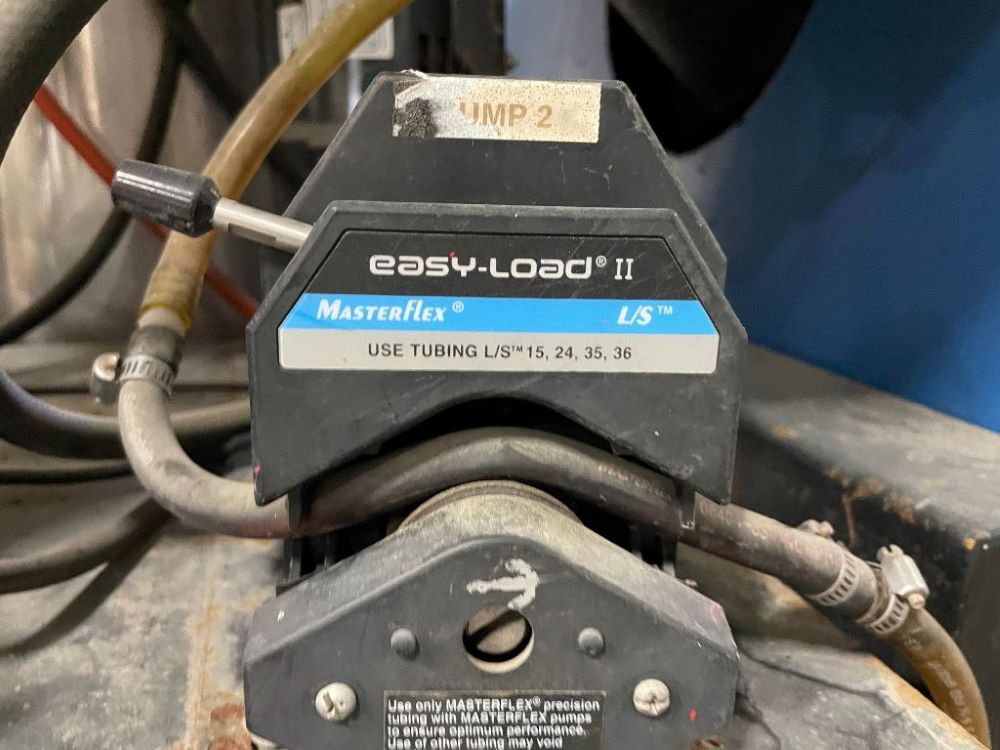 UMP 2
easy-Load® II
MASTERFLEX® L/S™
USE TUBING L/S™ 15, 24, 35, 36
Use only MASTERFLEX® precision
tubing with MASTERFLEX pumps
to ensure optimum performance.
Use of other tubing may void